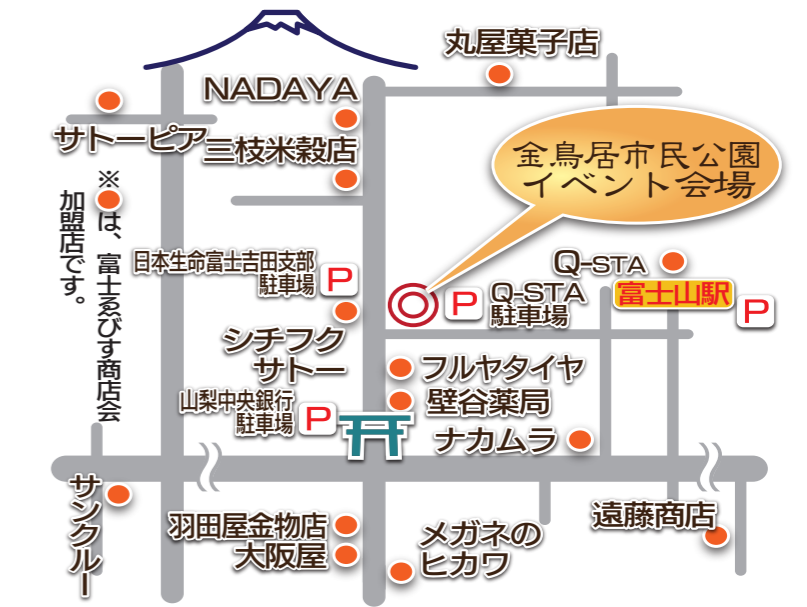 丸屋菓子店
NADAYA
サトーピア
三枝米穀店
金鳥居市民公園
イベント会場
※ は、富士ゑびす商店会
加盟店です。
日本生命富士吉田支部
駐車場
P
P
Q-STA
駐車場
Q-STA
富士山駅
P
シチフク
サトー
フルヤタイヤ
山梨中央銀行
駐車場
P
壁谷薬局
ナカムラ
サンクルー
羽田屋金物店
大阪屋
メガネの
ヒカワ
遠藤商店